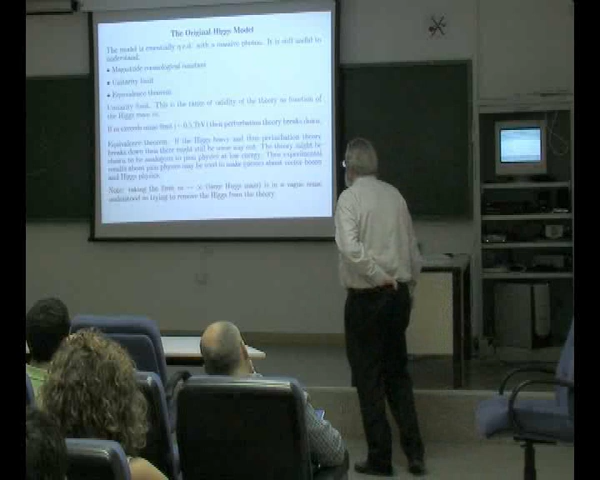 The Original Higgs Model
The model is essentially q.e.d. with a massive photon. It is still useful to
understand:
• Magnitude cosmological constant
• Unitarity limit
• Equivalence theorem
Unitarity limit. This is the range of validity of the theory as function of
the Higgs mass m.
If m exceeds some limit then perturbation theory breaks down.
Equivalence theorem. If the Higgs heavy and thus perturbation theory
breaks down then there might still be some way out. The theory might be
chosen to be analogous to pion physics at low energy. Then experimental
results about pion physics may be used to make guesses about vector boson
and Higgs physics.
Note: taking the limit m → ∞ (large Higgs mass) is in a vague sense
understood as trying to remove the Higgs from the theory.